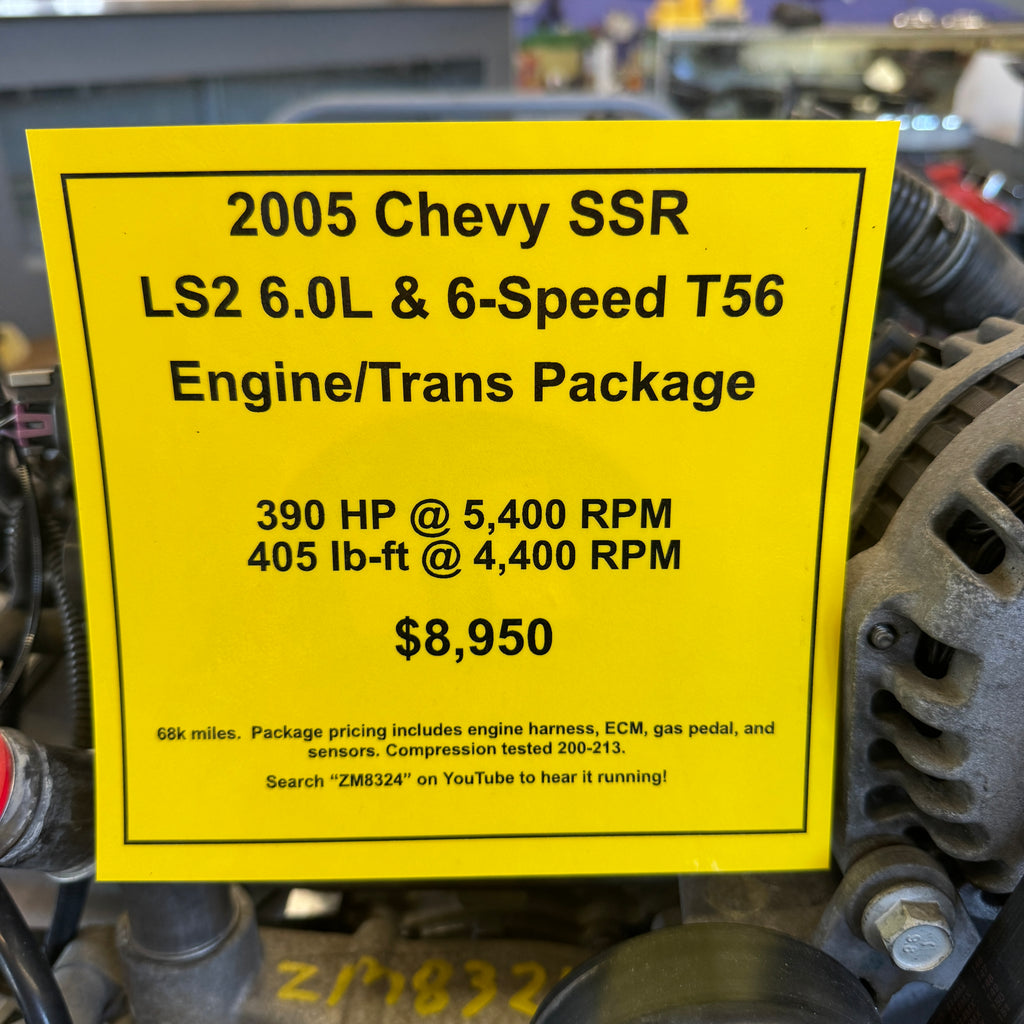 2005 Chevy SSR
LS2 6.0L & 6-Speed T56
Engine/Trans Package
390 HP @ 5,400 RPM
405 lb-ft @ 4,400 RPM
$8,950
68k miles. Package pricing includes engine harness, ECM, gas pedal, and
sensors. Compression tested 200-213.
Search “ZM8324” on YouTube to hear it running!
ZM832